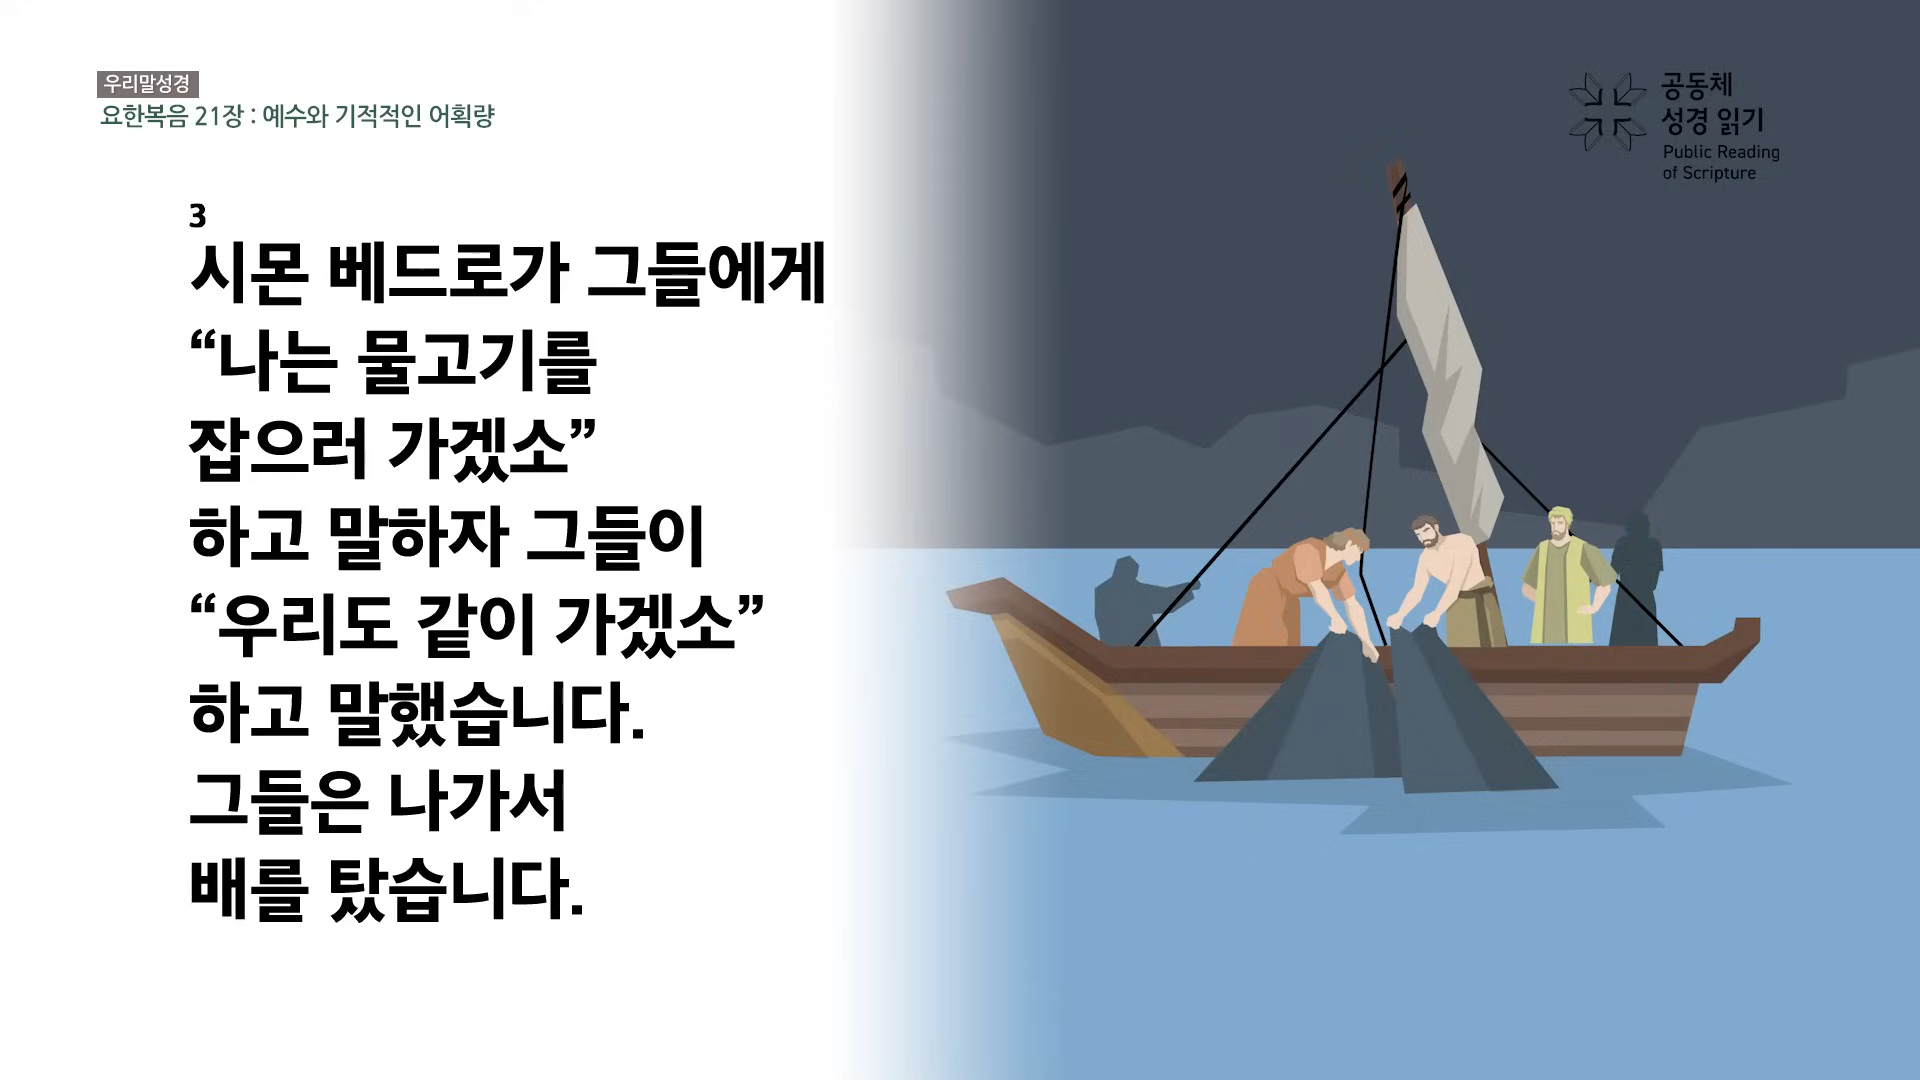 우리말성경
요한복음 21장 : 예수와 기적적인 어획량
공동체
성경 읽기
Public Reading
of Scripture
3
시몬 베드로가 그들에게
“나는 물고기를
잡으러 가겠소”
하고 말하자 그들이
“우리도 같이 가겠소”
하고 말했습니다.
그들은 나가서
배를 탔습니다.